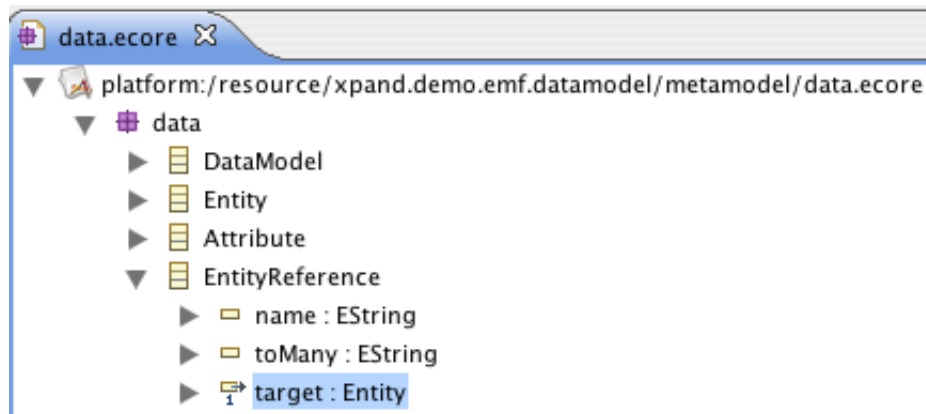 data.ecore
platform:/resource/xpand.demo.emf.datamodel/metamodel/data.ecore
data
DataModel
Entity
Attribute
EntityReference
name : EString
toMany : EString
1 target : Entity